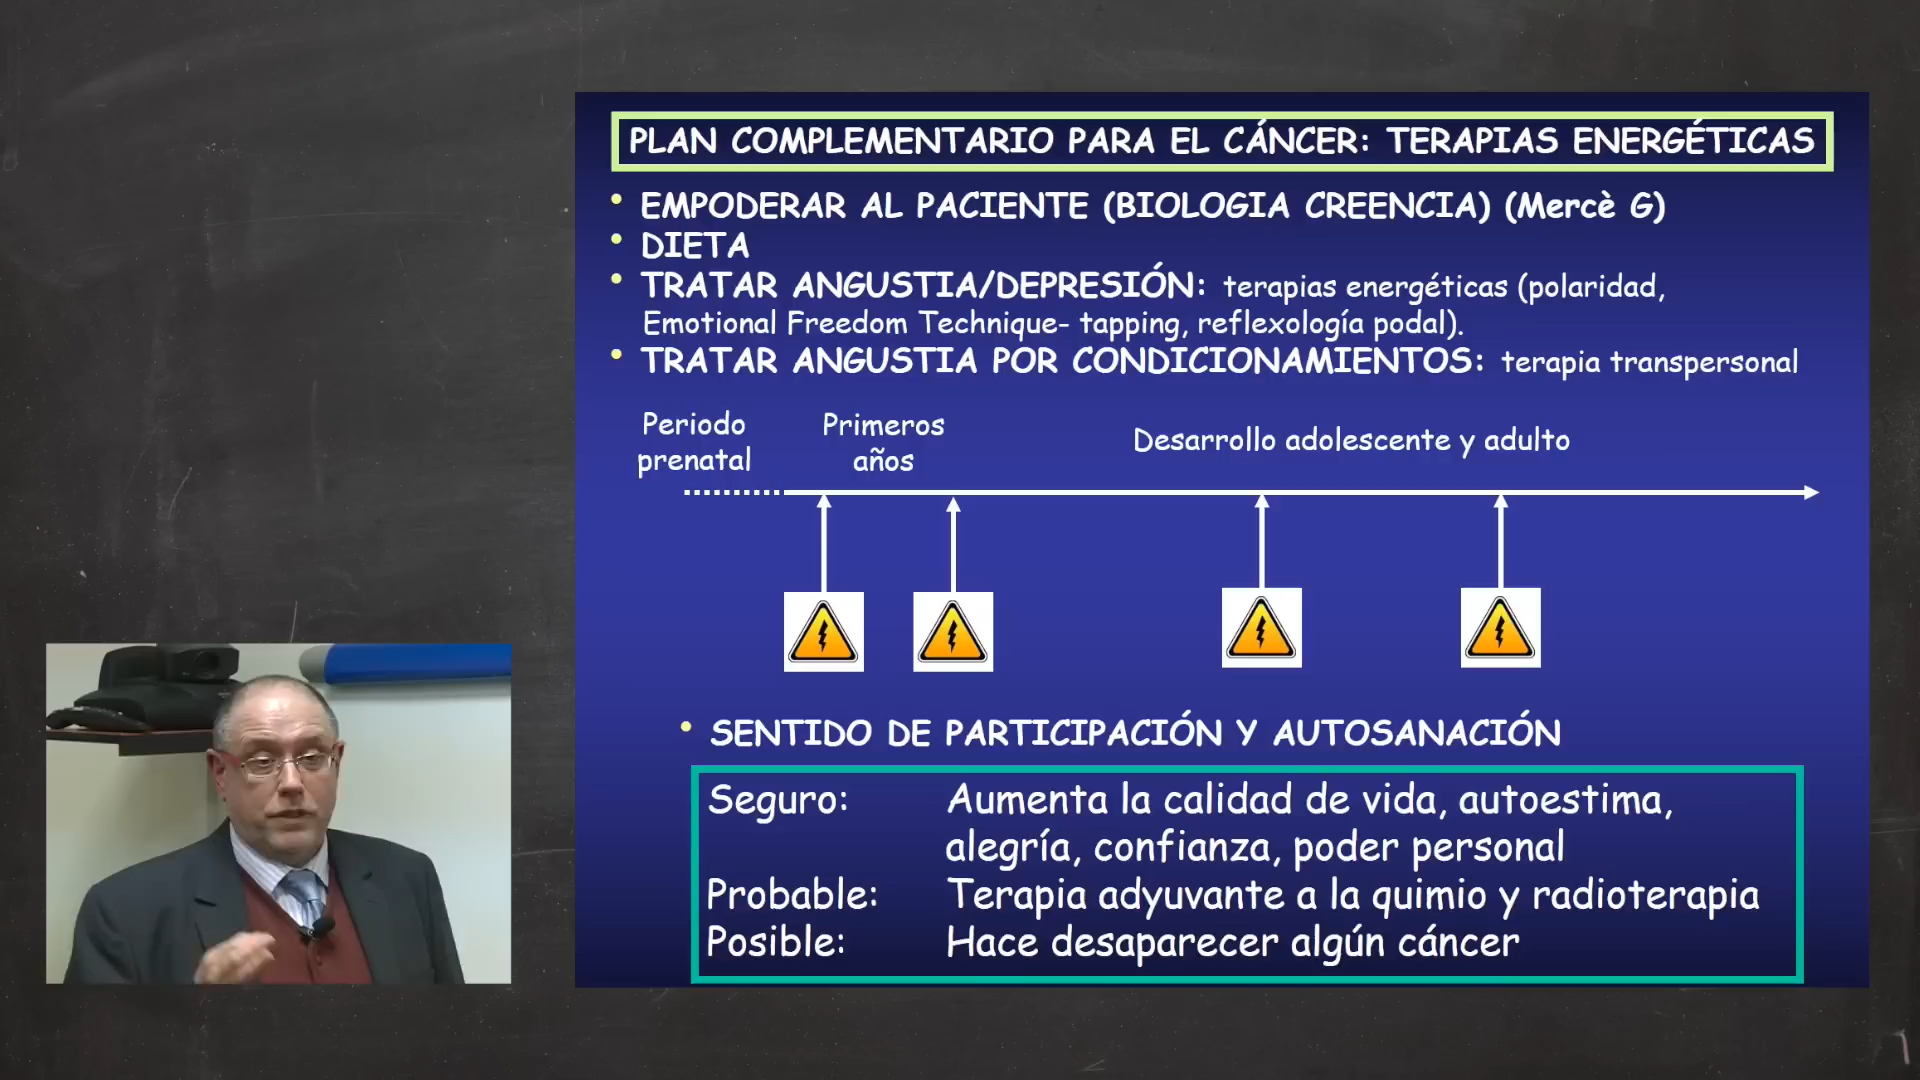 PLAN COMPLEMENTARIO PARA EL CÁNCER: TERAPIAS ENERGÉTICAS
• EMPODERAR AL PACIENTE (BIOLOGIA CREENCIA) (Mercè G)
• DIETA
• TRATAR ANGUSTIA/DEPRESIÓN: terapias energéticas (polaridad,
Emotional Freedom Technique- tapping, reflexología podal).
• TRATAR ANGUSTIA POR CONDICIONAMIENTOS: terapia transpersonal
Periodo
prenatal
Primeros
años
Desarrollo adolescente y adulto
• SENTIDO DE PARTICIPACIÓN Y AUTOSANACIÓN
Seguro: Aumenta la calidad de vida, autoestima,
alegría, confianza, poder personal
Probable: Terapia adyuvante a la quimio y radioterapia
Posible: Hace desaparecer algún cáncer